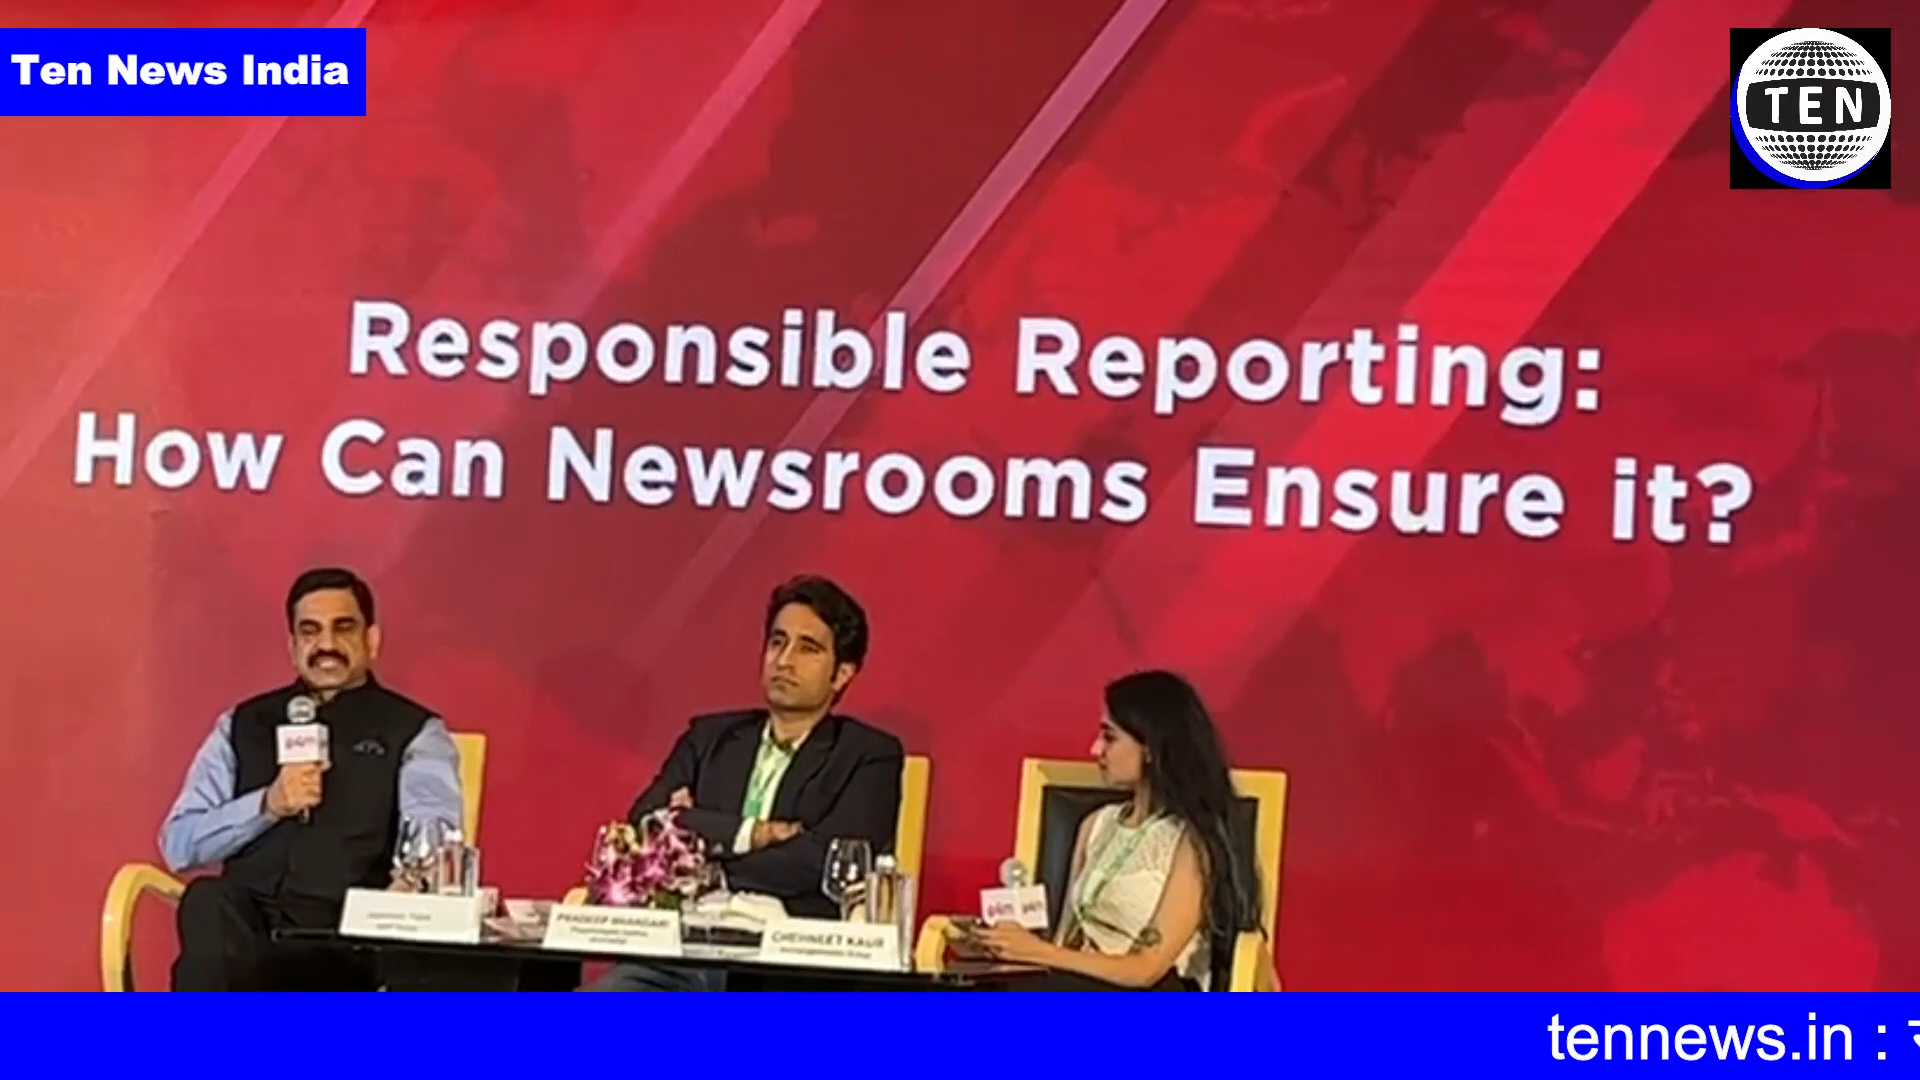 Ten News India
TEN
Responsible Reporting:
How Can Newsrooms Ensure it?
PRADEEP BHANDARI
CHEHNEET KAUR
tennews.in :